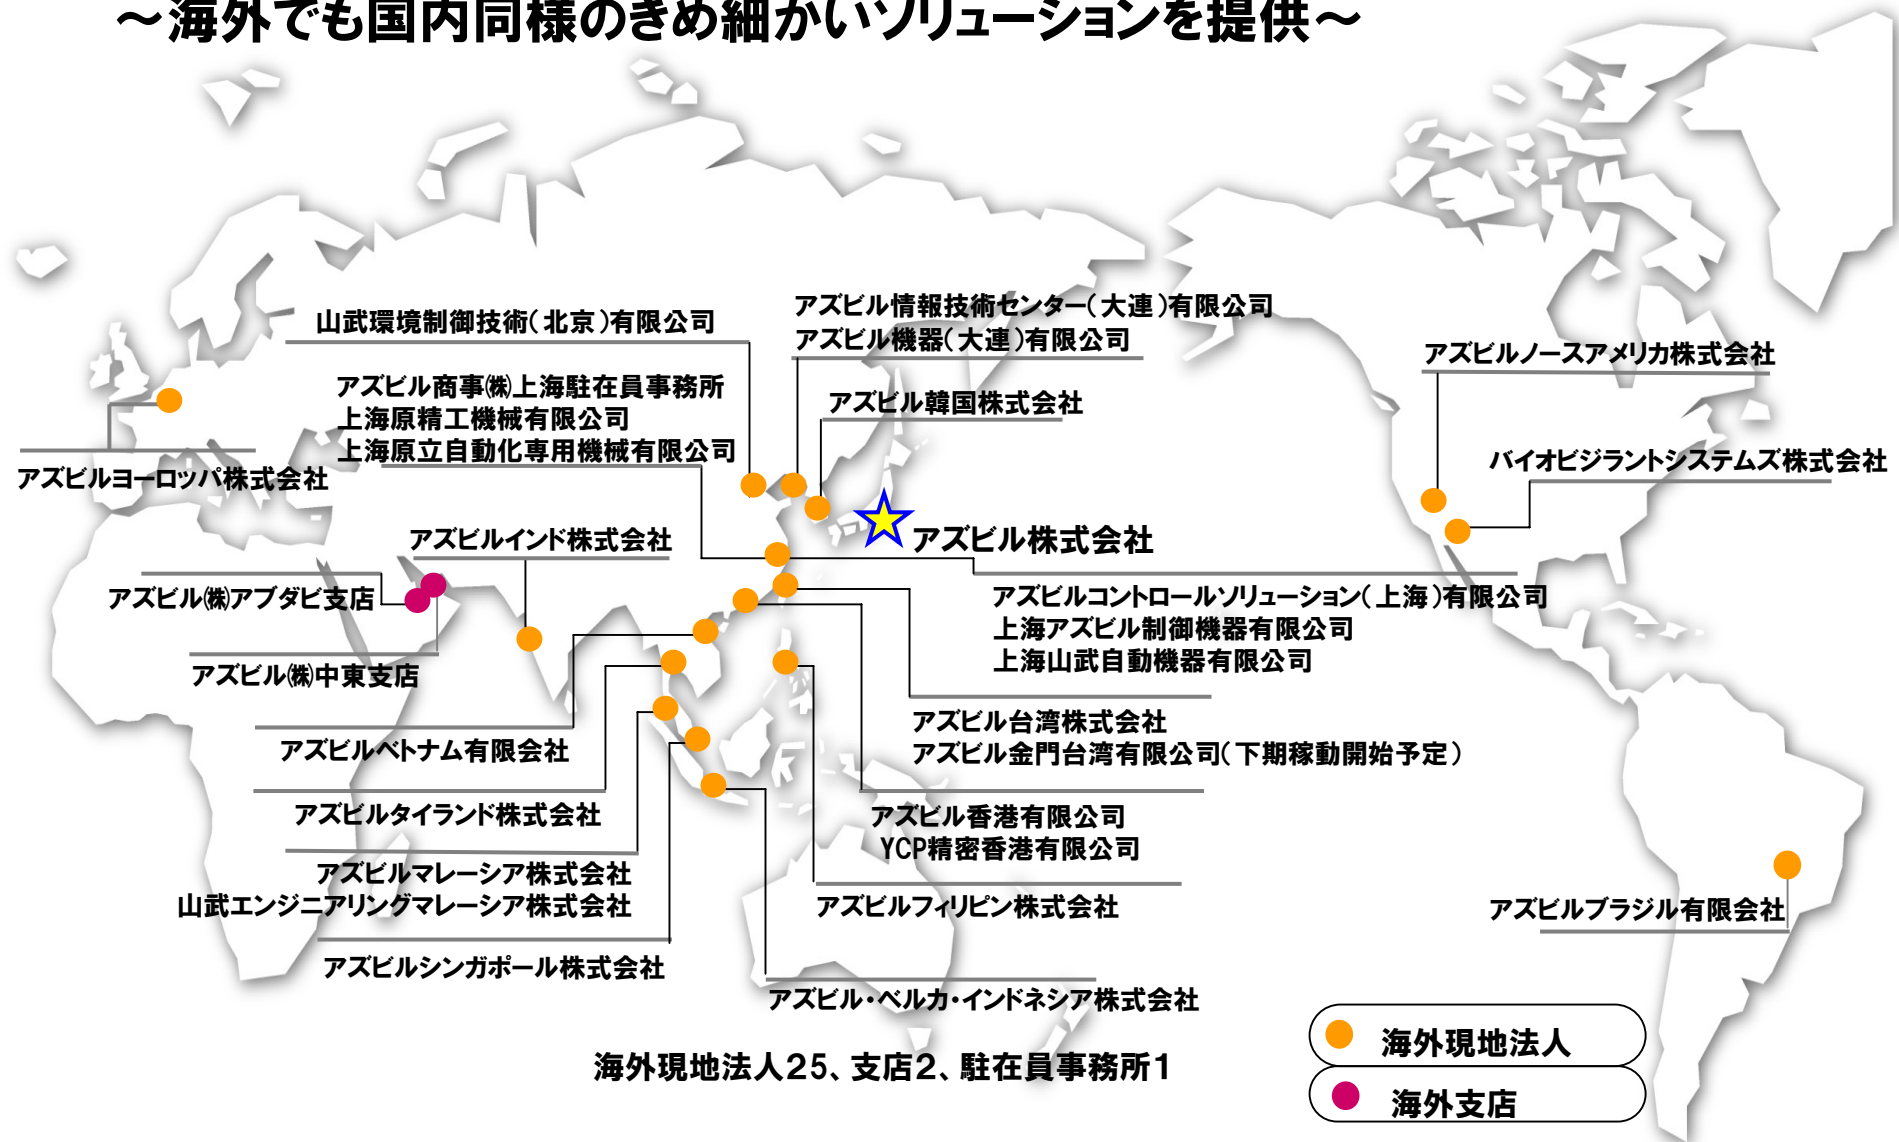 ～海外でも国内同様のきめ細かいソリューションを提供～
山武環境制御技術（北京）有限公司
アズビル情報技術センター（大連）有限公司
アズビル機器（大連）有限公司
アズビルノースアメリカ株式会社
アズビル商事㈱上海駐在員事務所
上海原精工機械有限公司
上海原立自動化専用機械有限公司
アズビル韓国株式会社
バイオビジラントシステムズ株式会社
アズビルヨーロッパ株式会社
アズビルインド株式会社
アズビル株式会社
アズビル㈱アブダビ支店
アズビルコントロールソリューション（上海）有限公司
上海アズビル制御機器有限公司
上海山武自動機器有限公司
アズビル㈱中東支店
アズビル台湾株式会社
アズビル金門台湾有限公司（下期稼動開始予定）
アズビルベトナム有限会社
アズビルタイランド株式会社
アズビル香港有限公司
YCP精密香港有限公司
アズビルマレーシア株式会社
山武エンジニアリングマレーシア株式会社
アズビルフィリピン株式会社
アズビルブラジル有限会社
アズビルシンガポール株式会社
アズビル・ベルカ・インドネシア株式会社
海外現地法人25、支店2、駐在員事務所1
海外現地法人
海外支店